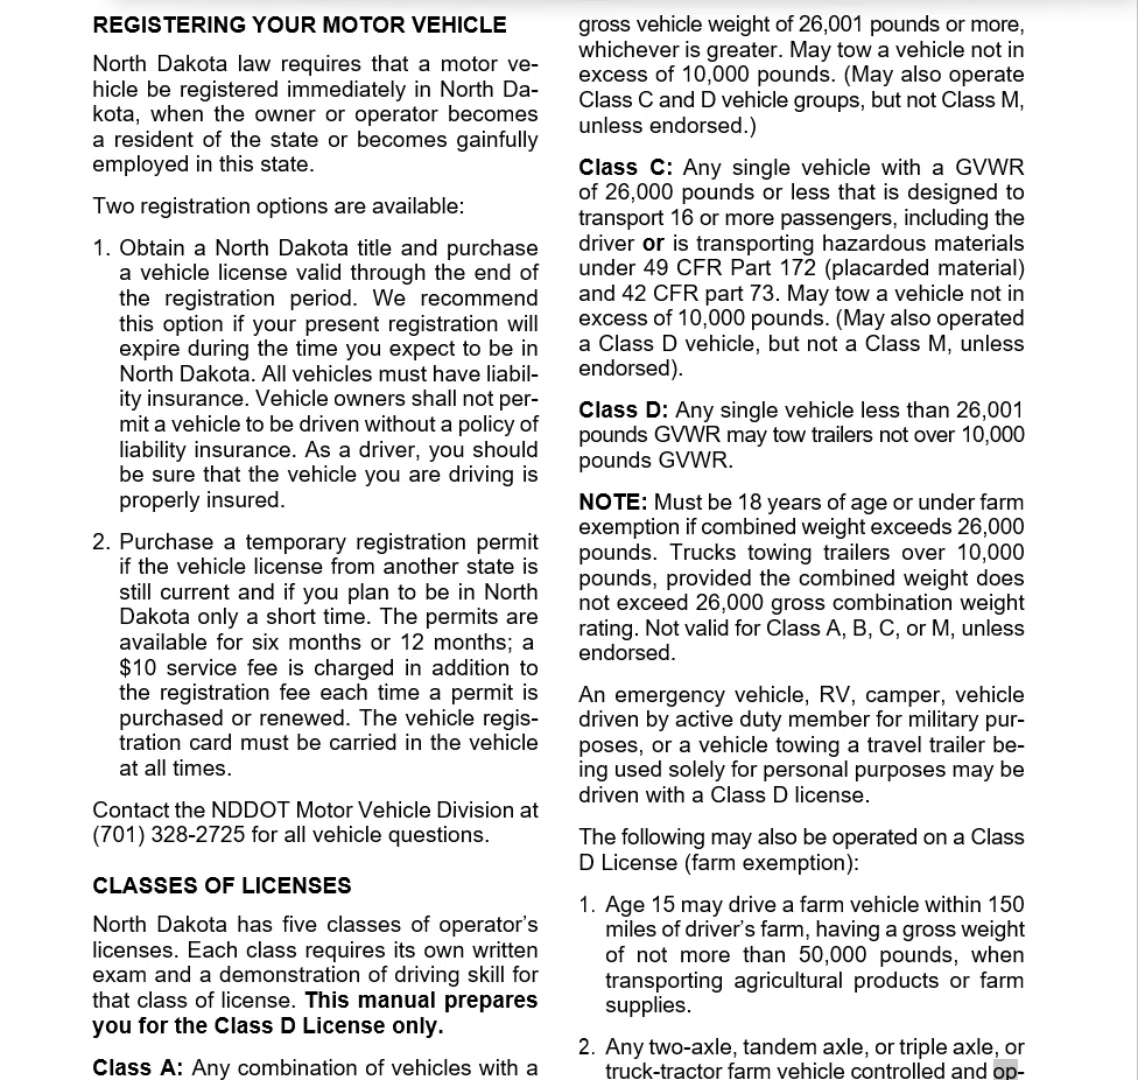 REGISTERING YOUR MOTOR VEHICLE
North Dakota law requires that a motor ve-
hicle be registered immediately in North Da-
kota, when the owner or operator becomes
a resident of the state or becomes gainfully
employed in this state.
Two registration options are available:
1. Obtain a North Dakota title and purchase
a vehicle license valid through the end of
the registration period. We recommend
this option if your present registration will
expire during the time you expect to be in
North Dakota. All vehicles must have liabil-
ity insurance. Vehicle owners shall not per-
mit a vehicle to be driven without a policy of
liability insurance. As a driver, you should
be sure that the vehicle you are driving is
properly insured.
2. Purchase a temporary registration permit
if the vehicle license from another state is
still current and if you plan to be in North
Dakota only a short time. The permits are
available for six months or 12 months; a
$10 service fee is charged in addition to
the registration fee each time a permit is
purchased or renewed. The vehicle regis-
tration card must be carried in the vehicle
at all times.
Contact the NDDOT Motor Vehicle Division at
(701) 328-2725 for all vehicle questions.
CLASSES OF LICENSES
North Dakota has five classes of operator’s
licenses. Each class requires its own written
exam and a demonstration of driving skill for
that class of license. This manual prepares
you for the Class D License only.
Class A: Any combination of vehicles with a
gross vehicle weight of 26,001 pounds or more,
whichever is greater. May tow a vehicle not in
excess of 10,000 pounds. (May also operate
Class C and D vehicle groups, but not Class M,
unless endorsed.)
Class C: Any single vehicle with a GVWR
of 26,000 pounds or less that is designed to
transport 16 or more passengers, including the
driver or is transporting hazardous materials
under 49 CFR Part 172 (placarded material)
and 42 CFR part 73. May tow a vehicle not in
excess of 10,000 pounds. (May also operated
a Class D vehicle, but not a Class M, unless
endorsed).
Class D: Any single vehicle less than 26,001
pounds GVWR may tow trailers not over 10,000
pounds GVWR.
NOTE: Must be 18 years of age or under farm
exemption if combined weight exceeds 26,000
pounds. Trucks towing trailers over 10,000
pounds, provided the combined weight does
not exceed 26,000 gross combination weight
rating. Not valid for Class A, B, C, or M, unless
endorsed.
An emergency vehicle, RV, camper, vehicle
driven by active duty member for military pur-
poses, or a vehicle towing a travel trailer be-
ing used solely for personal purposes may be
driven with a Class D license.
The following may also be operated on a Class
D License (farm exemption):
1. Age 15 may drive a farm vehicle within 150
miles of driver’s farm, having a gross weight
of not more than 50,000 pounds, when
transporting agricultural products or farm
supplies.
2. Any two-axle, tandem axle, or triple axle, or
truck-tractor farm vehicle controlled and op-